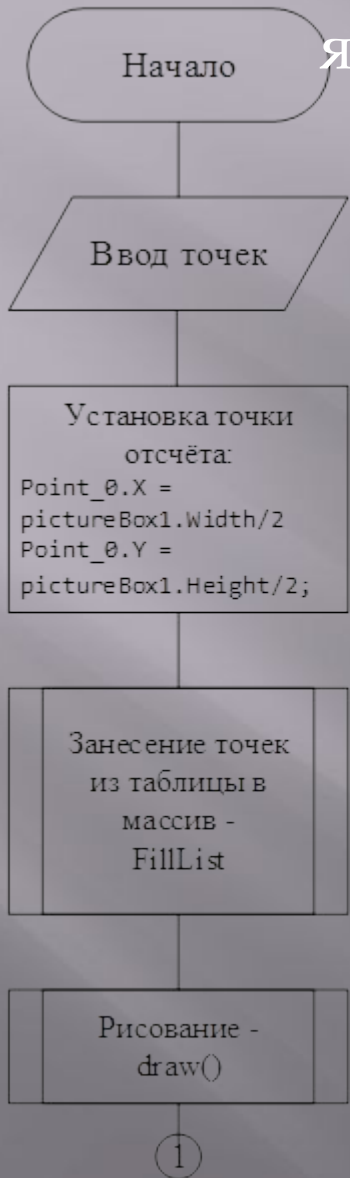 Начало
я
Ввод точек
Установка точки
отсчёта:
Point_0.X =
pictureBox1.Width/2
Point_0.Y =
pictureBox1.Height/2;
Занесение точек
из таблицы в
массив -
FillList
Рисование -
draw()
1